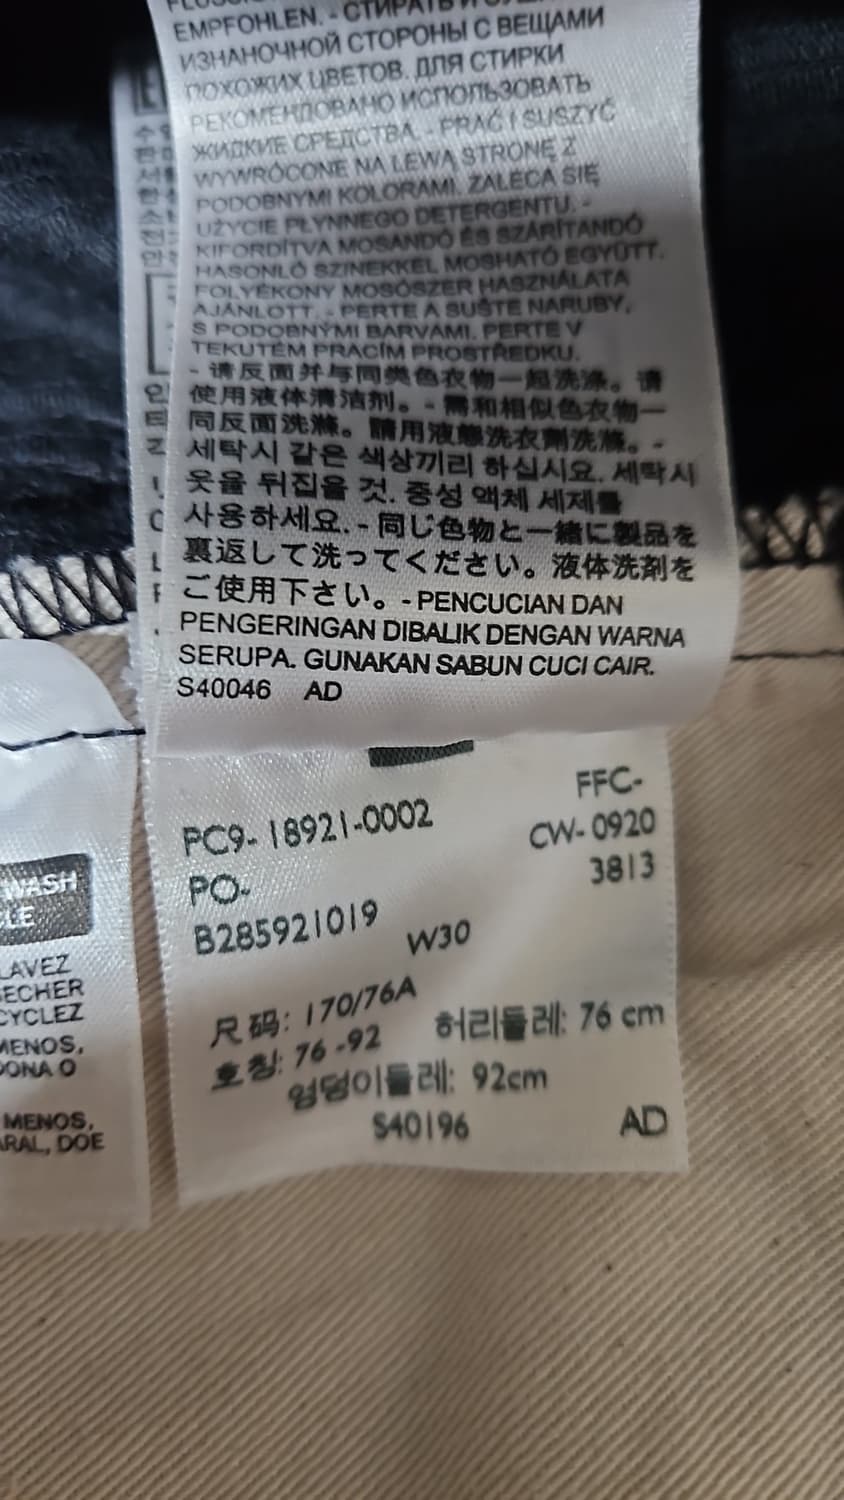 EMPFOHLEN. - СТИРАТЬ И
ИЗНАНОЧНОЙ СТОРОНЫ С ВЕЩАМИ
ПОХОЖИХ ЦВЕТОВ. ДЛЯ СТИРКИ
РЕКОМЕНДОВАНО ИСПОЛЬЗОВАТЬ
ЖИДКИЕ СРЕДСТВА. - PRAĆ I SUSZYĆ
WYWRÓCONE NA LEWĄ STRONĘ Z
PODOBNYMI KOLORAMI. ZALECA SIĘ
UŻYCIE PŁYNNEGO DETERGENTU. -
KIFORDÍTVA MOSANDÓ ÉS SZÁRÍTANDÓ
HASONLÓ SZINEKKEL MOSHATÓ EGYÜTT.
FOLYÉKONY MOSÓSZER HASZNÁLATA
AJÁNLOTT. - PERTE A SUŠTE NARUBY,
S PODOBNÝMI BARVAMI. PERTE V
TEKUTÉM PRACÍM PROSTŘEDKU.
- 请反面并与同类色衣物一起洗涤。请
使用液体清洁剂。- 需和相似色衣物一
同反面洗滌。請用液態洗衣劑洗滌。-
세탁시 같은 색상끼리 하십시요. 세탁시
옷을 뒤집을 것. 중성 액체 세제를
사용하세요. - 同じ色物と一緒に製品を
裏返して洗ってください。液体洗剤を
ご使用下さい。- PENCUCIAN DAN
PENGERINGAN DIBALIK DENGAN WARNA
SERUPA. GUNAKAN SABUN CUCI CAIR.
S40046 AD
FFC-
PC9- 18921-0002
CW- 0920
PO-
3813
B285921019
W30
尺码: 170/76A
호칭: 76 -92
허리둘레: 76 cm
엉덩이둘레: 92cm
S40196
AD
WASH
LE
LAVEZ
ECHER
CYCLEZ
MENOS,
DONA O
MENOS,
ARAL, DOE